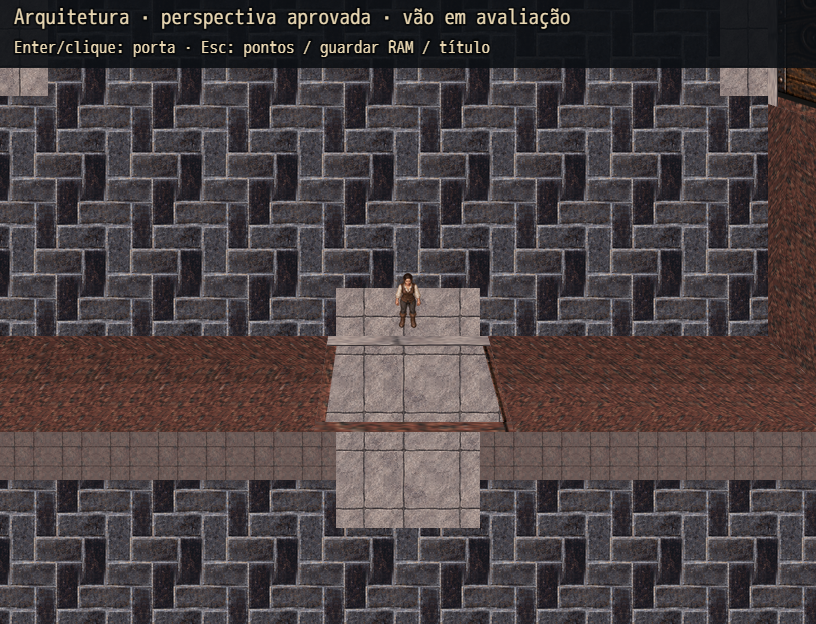 Arquitetura · perspectiva aprovada · vão em avaliação
Enter/clique: porta · Esc: pontos / guardar RAM / título